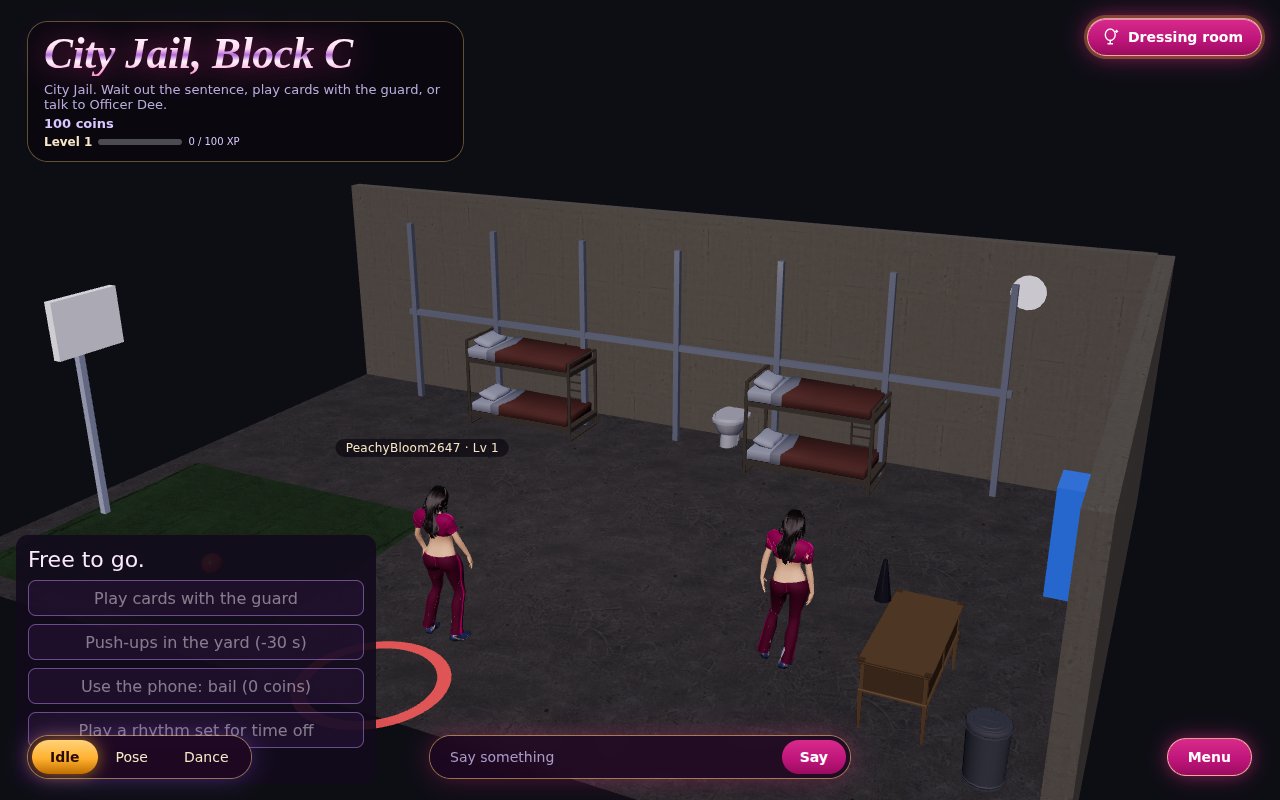 City Jail, Block C
City Jail. Wait out the sentence, play cards with the guard, or
talk to Officer Dee.
100 coins
Level 1 0 / 100 XP
Dressing room
PeachyBloom2647 · Lv 1
Free to go.
Play cards with the guard
Push-ups in the yard (-30 s)
Use the phone: bail (0 coins)
Play a rhythm set for time off
Idle Pose Dance
Say something Say
Menu